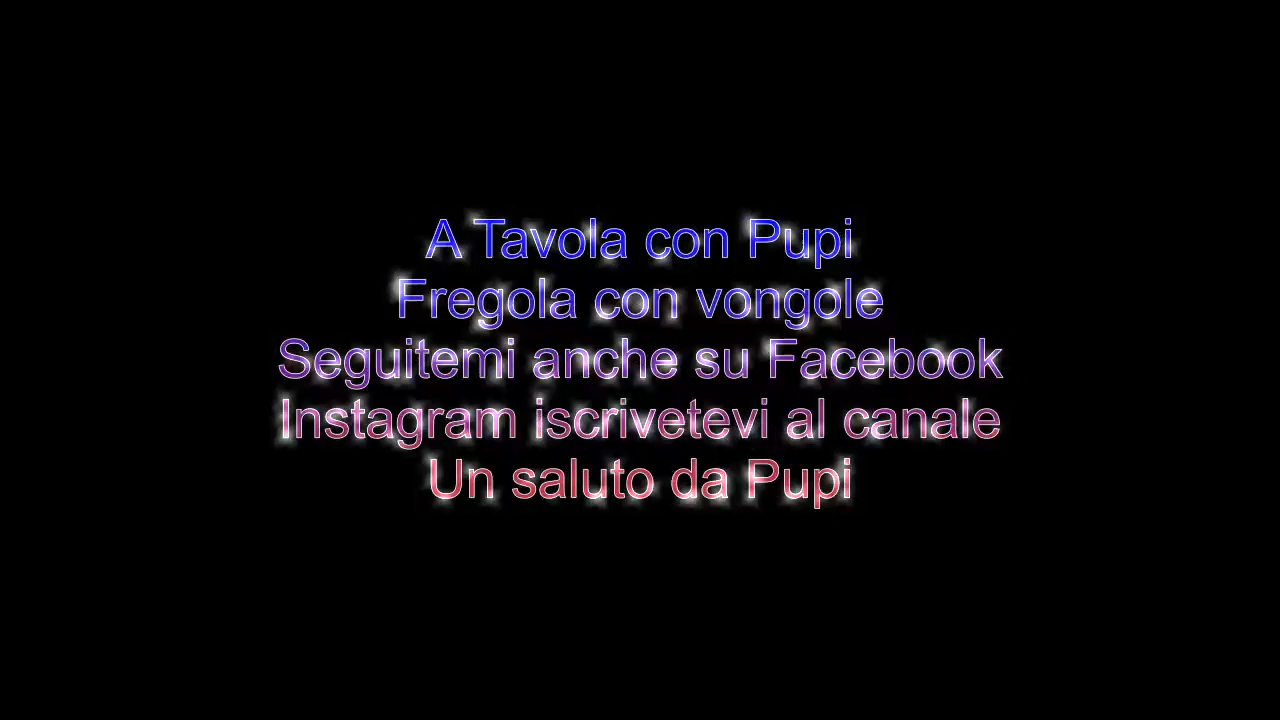 A Tavola con Pupi
Fregola con vongole
Seguitemi anche su Facebook
Instagram iscrivetevi al canale
Un saluto da Pupi